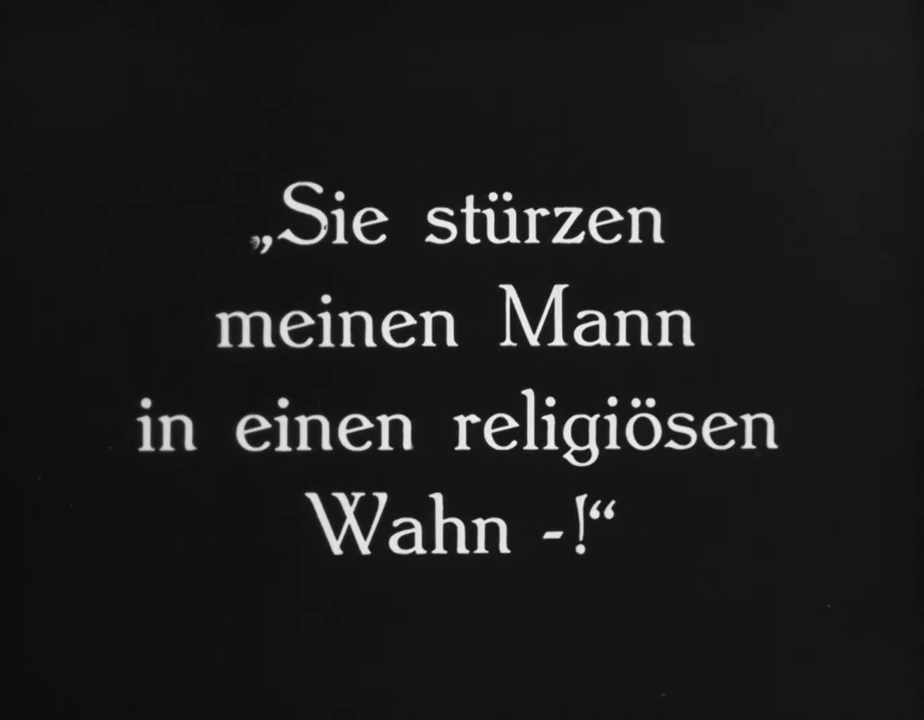 „Sie stürzen
meinen Mann
in einen religiösen
Wahn -!“